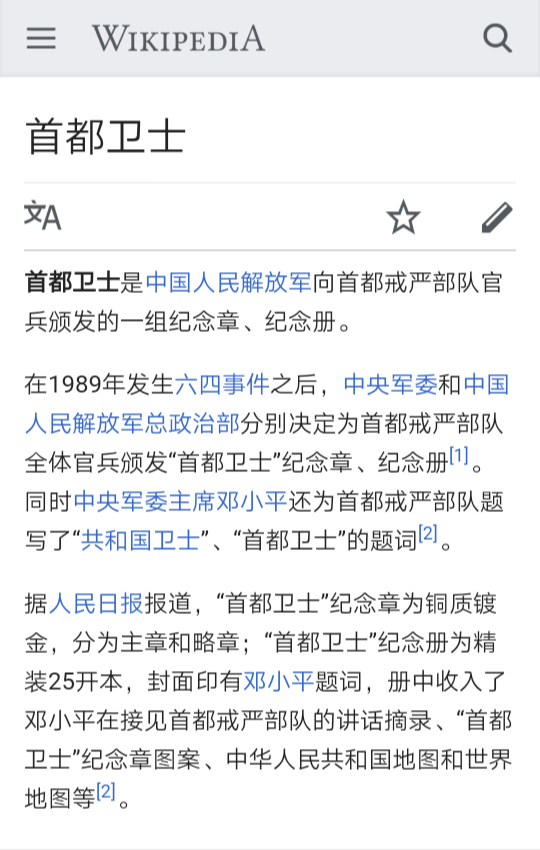 WIKIPEDIA
首都卫士
文A
首都卫士是中国人民解放军向首都戒严部队官
兵颁发的一组纪念章、纪念册。
在1989年发生六四事件之后，中央军委和中国
人民解放军总政治部分别决定为首都戒严部队
全体官兵颁发“首都卫士”纪念章、纪念册[1]。
同时中央军委主席邓小平还为首都戒严部队题
写了“共和国卫士”、“首都卫士”的题词[2]。
据人民日报报道，“首都卫士”纪念章为铜质镀
金，分为主章和略章；“首都卫士”纪念册为精
装25开本，封面印有邓小平题词，册中收入了
邓小平在接见首都戒严部队的讲话摘录、“首都
卫士”纪念章图案、中华人民共和国地图和世界
地图等[2]。